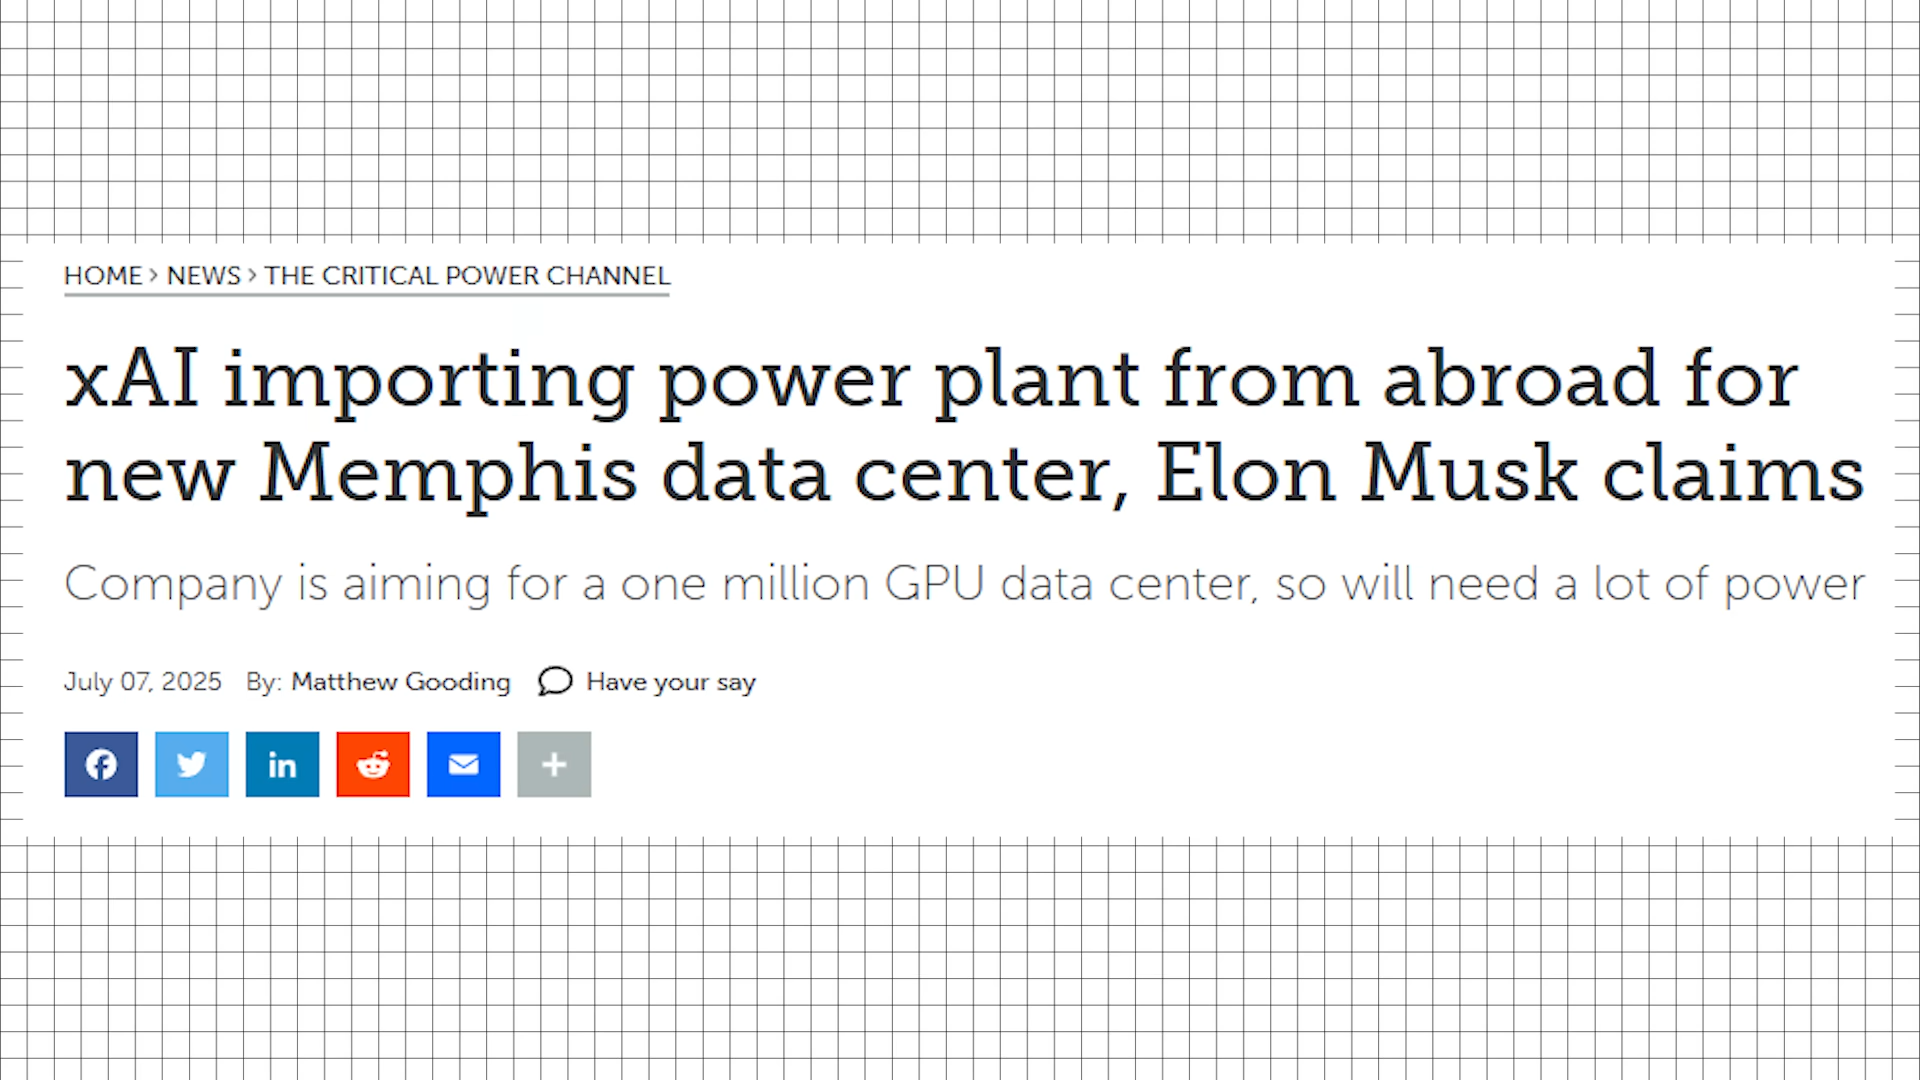 HOME > NEWS > THE CRITICAL POWER CHANNEL
xAI importing power plant from abroad for
new Memphis data center, Elon Musk claims
Company is aiming for a one million GPU data center, so will need a lot of power
July 07, 2025 By: Matthew Gooding Have your say
in